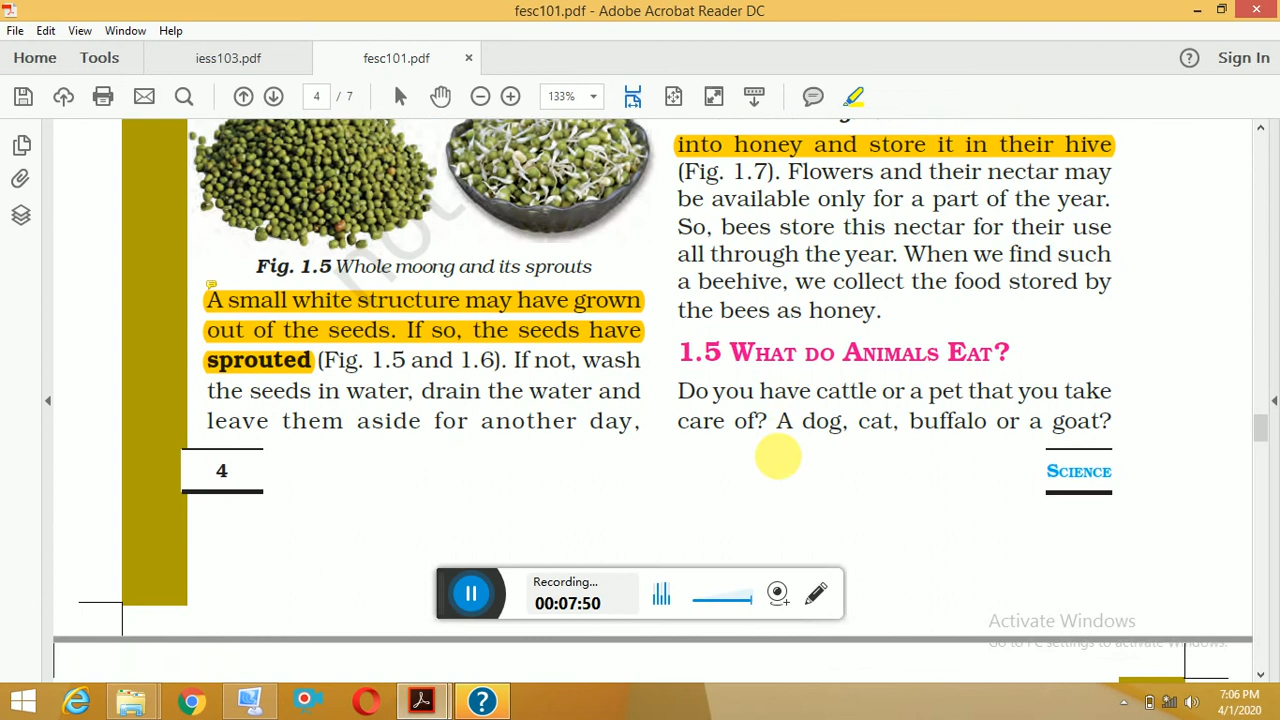 fesc101.pdf - Adobe Acrobat Reader DC
File Edit View Window Help
Home Tools iess103.pdf fesc101.pdf × Sign In
4 / 7 133%
Fig. 1.5 Whole moong and its sprouts
A small white structure may have grown
out of the seeds. If so, the seeds have
sprouted (Fig. 1.5 and 1.6). If not, wash
the seeds in water, drain the water and
leave them aside for another day,
4
into honey and store it in their hive
(Fig. 1.7). Flowers and their nectar may
be available only for a part of the year.
So, bees store this nectar for their use
all through the year. When we find such
a beehive, we collect the food stored by
the bees as honey.
1.5 WHAT DO ANIMALS EAT?
Do you have cattle or a pet that you take
care of? A dog, cat, buffalo or a goat?
SCIENCE
Recording...
00:07:50
Activate Windows
Go to PC settings to activate Windows.
7:06 PM
4/1/2020